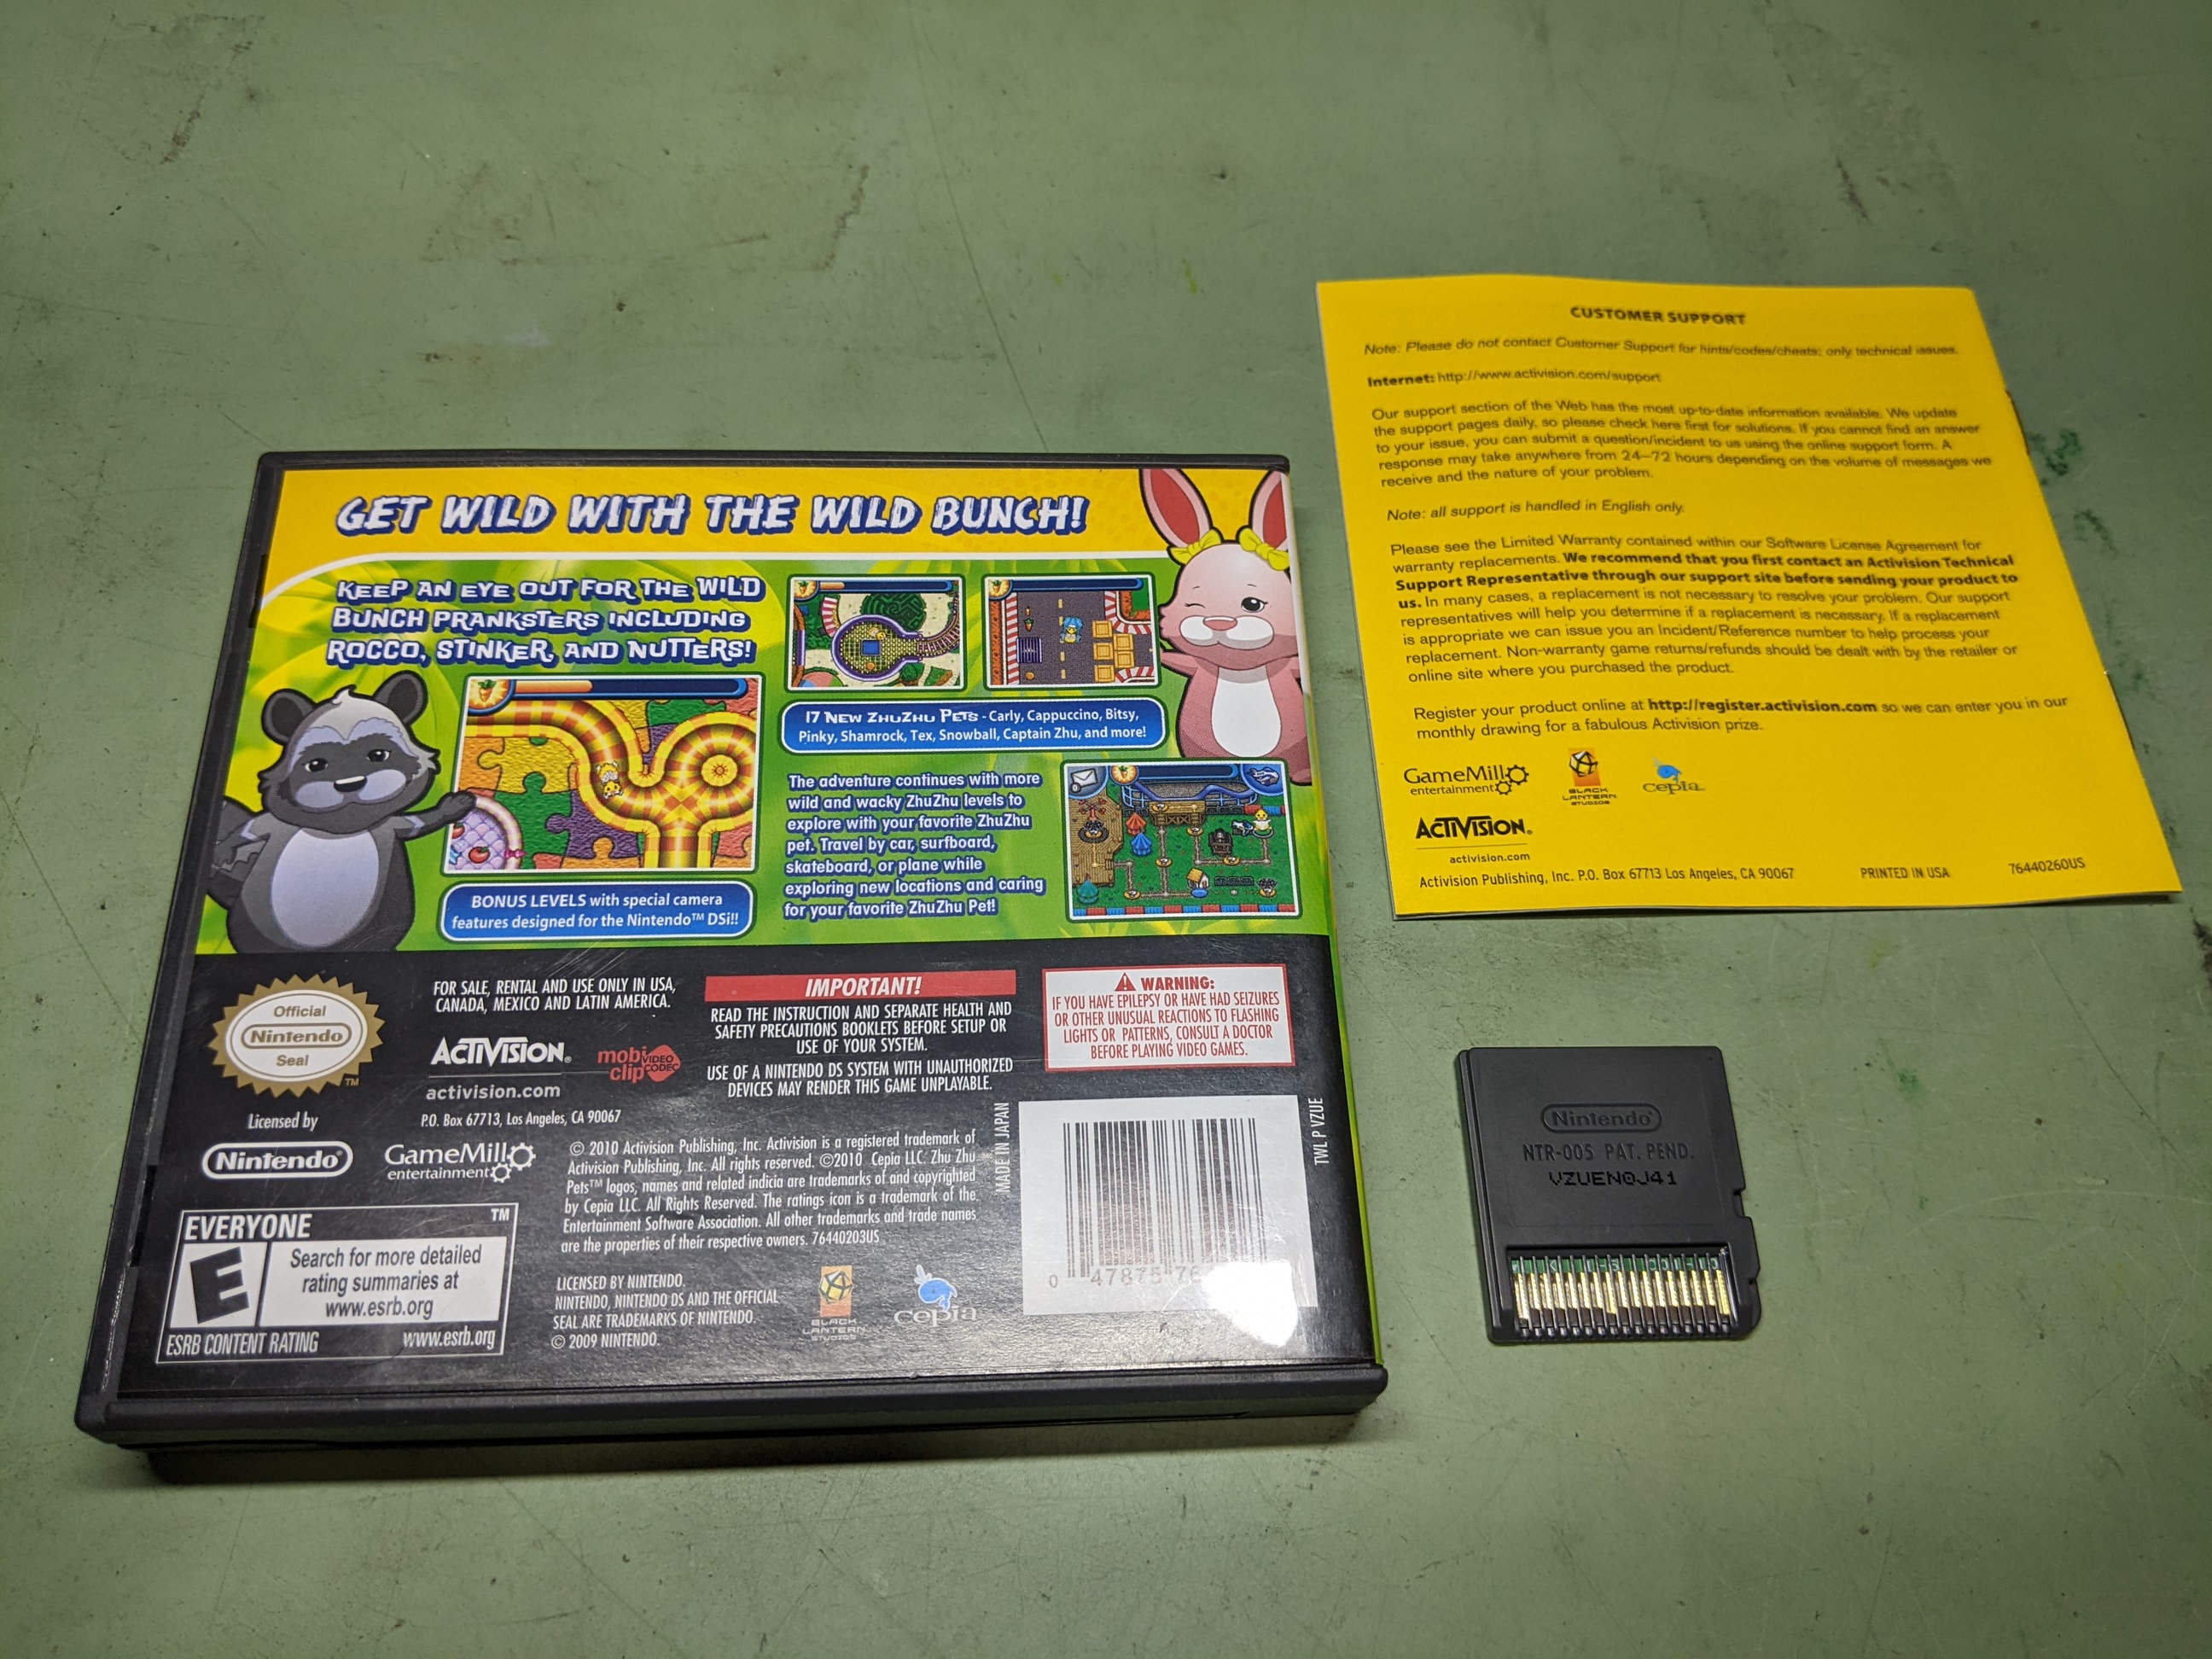 GET WILD WITH THE WILD BUNCH!
KEEP AN EYE OUT FOR THE WILD
BUNCH PRANKSTERS INCLUDING
ROCCO, STINKER, AND NUTTERS!
17 NEW ZHUZHU PETS - Carly, Cappuccino, Bitsy,
Pinky, Shamrock, Tex, Snowball, Captain Zhu, and more!
BONUS LEVELS with special camera
features designed for the Nintendo™ DSi!!
The adventure continues with more
wild and wacky ZhuZhu levels to
explore with your favorite ZhuZhu
pet. Travel by car, surfboard,
skateboard, or plane while
exploring new locations and caring
for your favorite ZhuZhu Pet!
Official
Nintendo
Seal
TM
Licensed by
Nintendo®
FOR SALE, RENTAL AND USE ONLY IN USA,
CANADA, MEXICO AND LATIN AMERICA.
ACTIVISION®
activision.com
P.O. Box 67713, Los Angeles, CA 90067
mobi
clip
VIDEO
CODEC
GameMill
entertainment
IMPORTANT!
READ THE INSTRUCTION AND SEPARATE HEALTH AND
SAFETY PRECAUTIONS BOOKLETS BEFORE SETUP OR
USE OF YOUR SYSTEM.
USE OF A NINTENDO DS SYSTEM WITH UNAUTHORIZED
DEVICES MAY RENDER THIS GAME UNPLAYABLE.
WARNING:
IF YOU HAVE EPILEPSY OR HAVE HAD SEIZURES
OR OTHER UNUSUAL REACTIONS TO FLASHING
LIGHTS OR PATTERNS, CONSULT A DOCTOR
BEFORE PLAYING VIDEO GAMES.
© 2010 Activision Publishing, Inc. Activision is a registered trademark of
Activision Publishing, Inc. All rights reserved. ©2010 Cepia LLC. Zhu Zhu
Pets™ logos, names and related indicia are trademarks of and copyrighted
by Cepia LLC. All Rights Reserved. The ratings icon is a trademark of the
Entertainment Software Association. All other trademarks and trade names
are the properties of their respective owners. 76440203US
MADE IN JAPAN
TWL P VZUE
0 47875 76
EVERYONE
TM
E
Search for more detailed
rating summaries at
www.esrb.org
ESRB CONTENT RATING www.esrb.org
LICENSED BY NINTENDO.
NINTENDO, NINTENDO DS AND THE OFFICIAL
SEAL ARE TRADEMARKS OF NINTENDO.
© 2009 NINTENDO.
BLACK
LANTERN
STUDIOS
cepia
CUSTOMER SUPPORT
Note: Please do not contact Customer Support for hints/codes/cheats; only technical issues.
Internet: http://www.activision.com/support
Our support section of the Web has the most up-to-date information available. We update
the support pages daily, so please check here first for solutions. If you cannot find an answer
to your issue, you can submit a question/incident to us using the online support form. A
response may take anywhere from 24–72 hours depending on the volume of messages we
receive and the nature of your problem.
Note: all support is handled in English only.
Please see the Limited Warranty contained within our Software License Agreement for
warranty replacements. We recommend that you first contact an Activision Technical
Support Representative through our support site before sending your product to
us. In many cases, a replacement is not necessary to resolve your problem. Our support
representatives will help you determine if a replacement is necessary. If a replacement
is appropriate we can issue you an Incident/Reference number to help process your
replacement. Non-warranty game returns/refunds should be dealt with by the retailer or
online site where you purchased the product.
Register your product online at http://register.activision.com so we can enter you in our
monthly drawing for a fabulous Activision prize.
GameMill
entertainment
BLACK
LANTERN
STUDIOS
cepia
ACTIVISION®
activision.com
Activision Publishing, Inc. P.O. Box 67713 Los Angeles, CA 90067 PRINTED IN USA 76440260US
Nintendo®
NTR-005 PAT. PEND.
VZUEN0J41